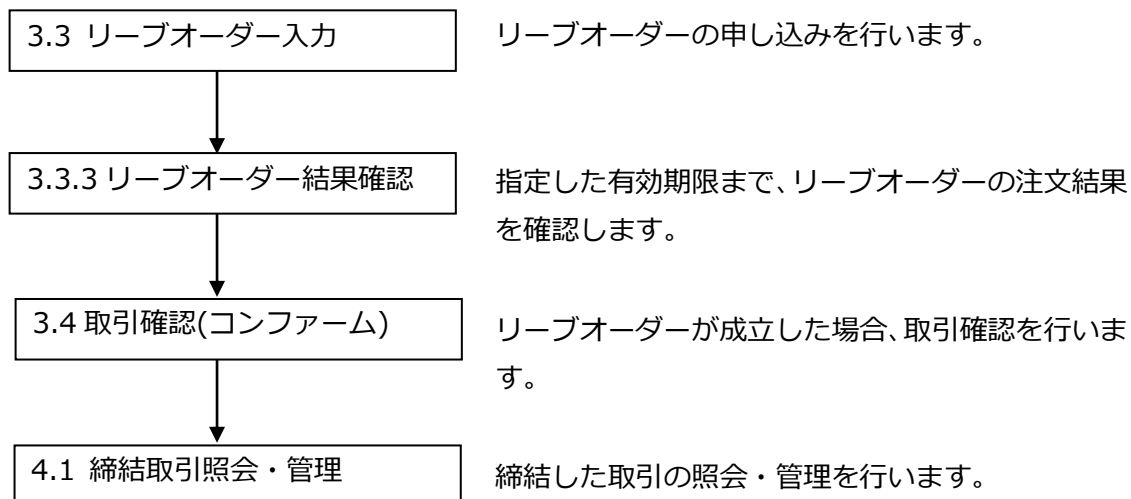 3.3 リーブオーダー入力
リーブオーダーの申し込みを行います。
3.3.3 リーブオーダー結果確認
指定した有効期限まで、リーブオーダーの注文結果
を確認します。
3.4 取引確認(コンファーム)
リーブオーダーが成立した場合、取引確認を行いま
す。
4.1 締結取引照会・管理
締結した取引の照会・管理を行います。